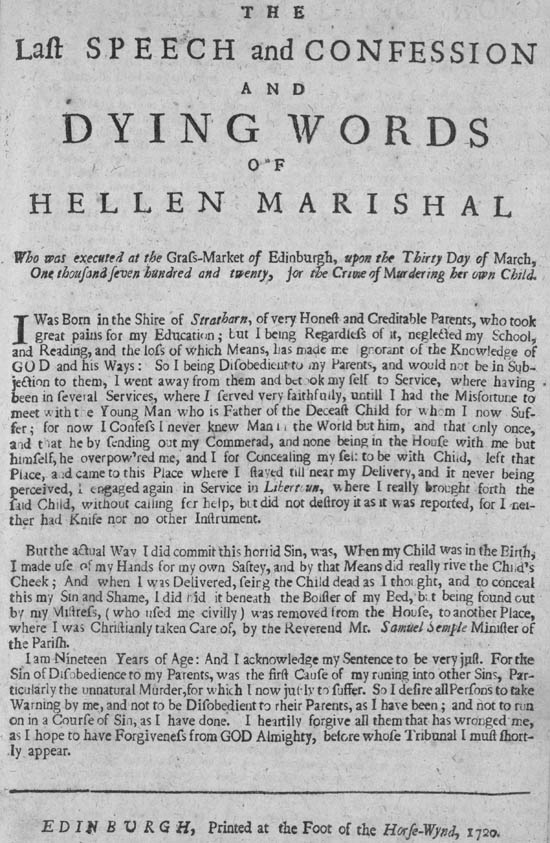 THE
Laſt SPEECH and CONFESSION
AND
DYING WORDS
OF
HELLEN MARISHAL
Who was executed at the Graſs-Market of Edinburgh, upon the Thirty Day of March,
One thouſand ſeven hundred and twenty, for the Crime of Murdering her own Child.
I Was Born in the Shire of Stratharn, of very Honeſt and Creditable Parents, who took
great pains for my Education; but I being Regardleſs of it, neglected my School,
and Reading, and the loſs of which Means, has made me gnorant of the Knowledge of
GOD and his Ways: So I being Diſobedient to my Parents, and would not be in Sub-
jection to them, I went away from them and bet ok my ſelf to Service, where having
been in ſeveral Services, where I ſerved very faithfully, untill I had the Misfortune to
meet with the Young Man who is Father of the Deceaſt Child for whom I now Suf-
fer; for now I Confeſs I never knew Man in the World but him, and that only once,
and that he by ſending out my Commerad, and none being in the Houſe with me but
himſelf, he overpow'red me, and I for Concealing my ſelf to be with Child, left that
Place, and came to this Place where I ſtayed till near my Delivery, and it never being
perceived, I engaged again in Service in Libertoun, where I really brought forth the
ſaid Child, without calling for help, but did not deſtroy it as it was reported, for I nei-
ther had Knife nor no other Inſtrument.
But the actual Way I did commit this horrid Sin, was, When my Child was in the Birth,
I made uſe of my Hands for my own Saftey, and by that Means did really rive the Child's
Cheek; And when I was Delivered, ſeing the Child dead as I thought, and to conceal
this my Sin and Shame, I did hid it beneath the Bolſter of my Bed, but being found out
by my Miſtreſs, (who uſed me civilly) was removed from the Houſe, to another Place,
where I was Chriſtianly taken Care of, by the Reverend Mr. Samuel Semple Miniſter of
the Pariſh.
I am Nineteen Years of Age: And I acknowledge my Sentence to be very juſt. For the
Sin of Diſobedience to my Parents, was the firſt Cauſe of my runing into other Sins, Par-
ticularly the unnatural Murder, for which I now juſtly to ſuffer. So I deſire all Perſons to take
Warning by me, and not to be Diſobedient to rheir Parents, as I have been; and not to run
on in a Courſe of Sin, as I have done. I heartily forgive all them that has wronged me,
as I hope to have Forgiveneſs from GOD Almighty, before whoſe Tribunal I muſt ſhort-
ly appear.
EDINBURGH, Printed at the Foot of the Horſe-Wynd, 1720.